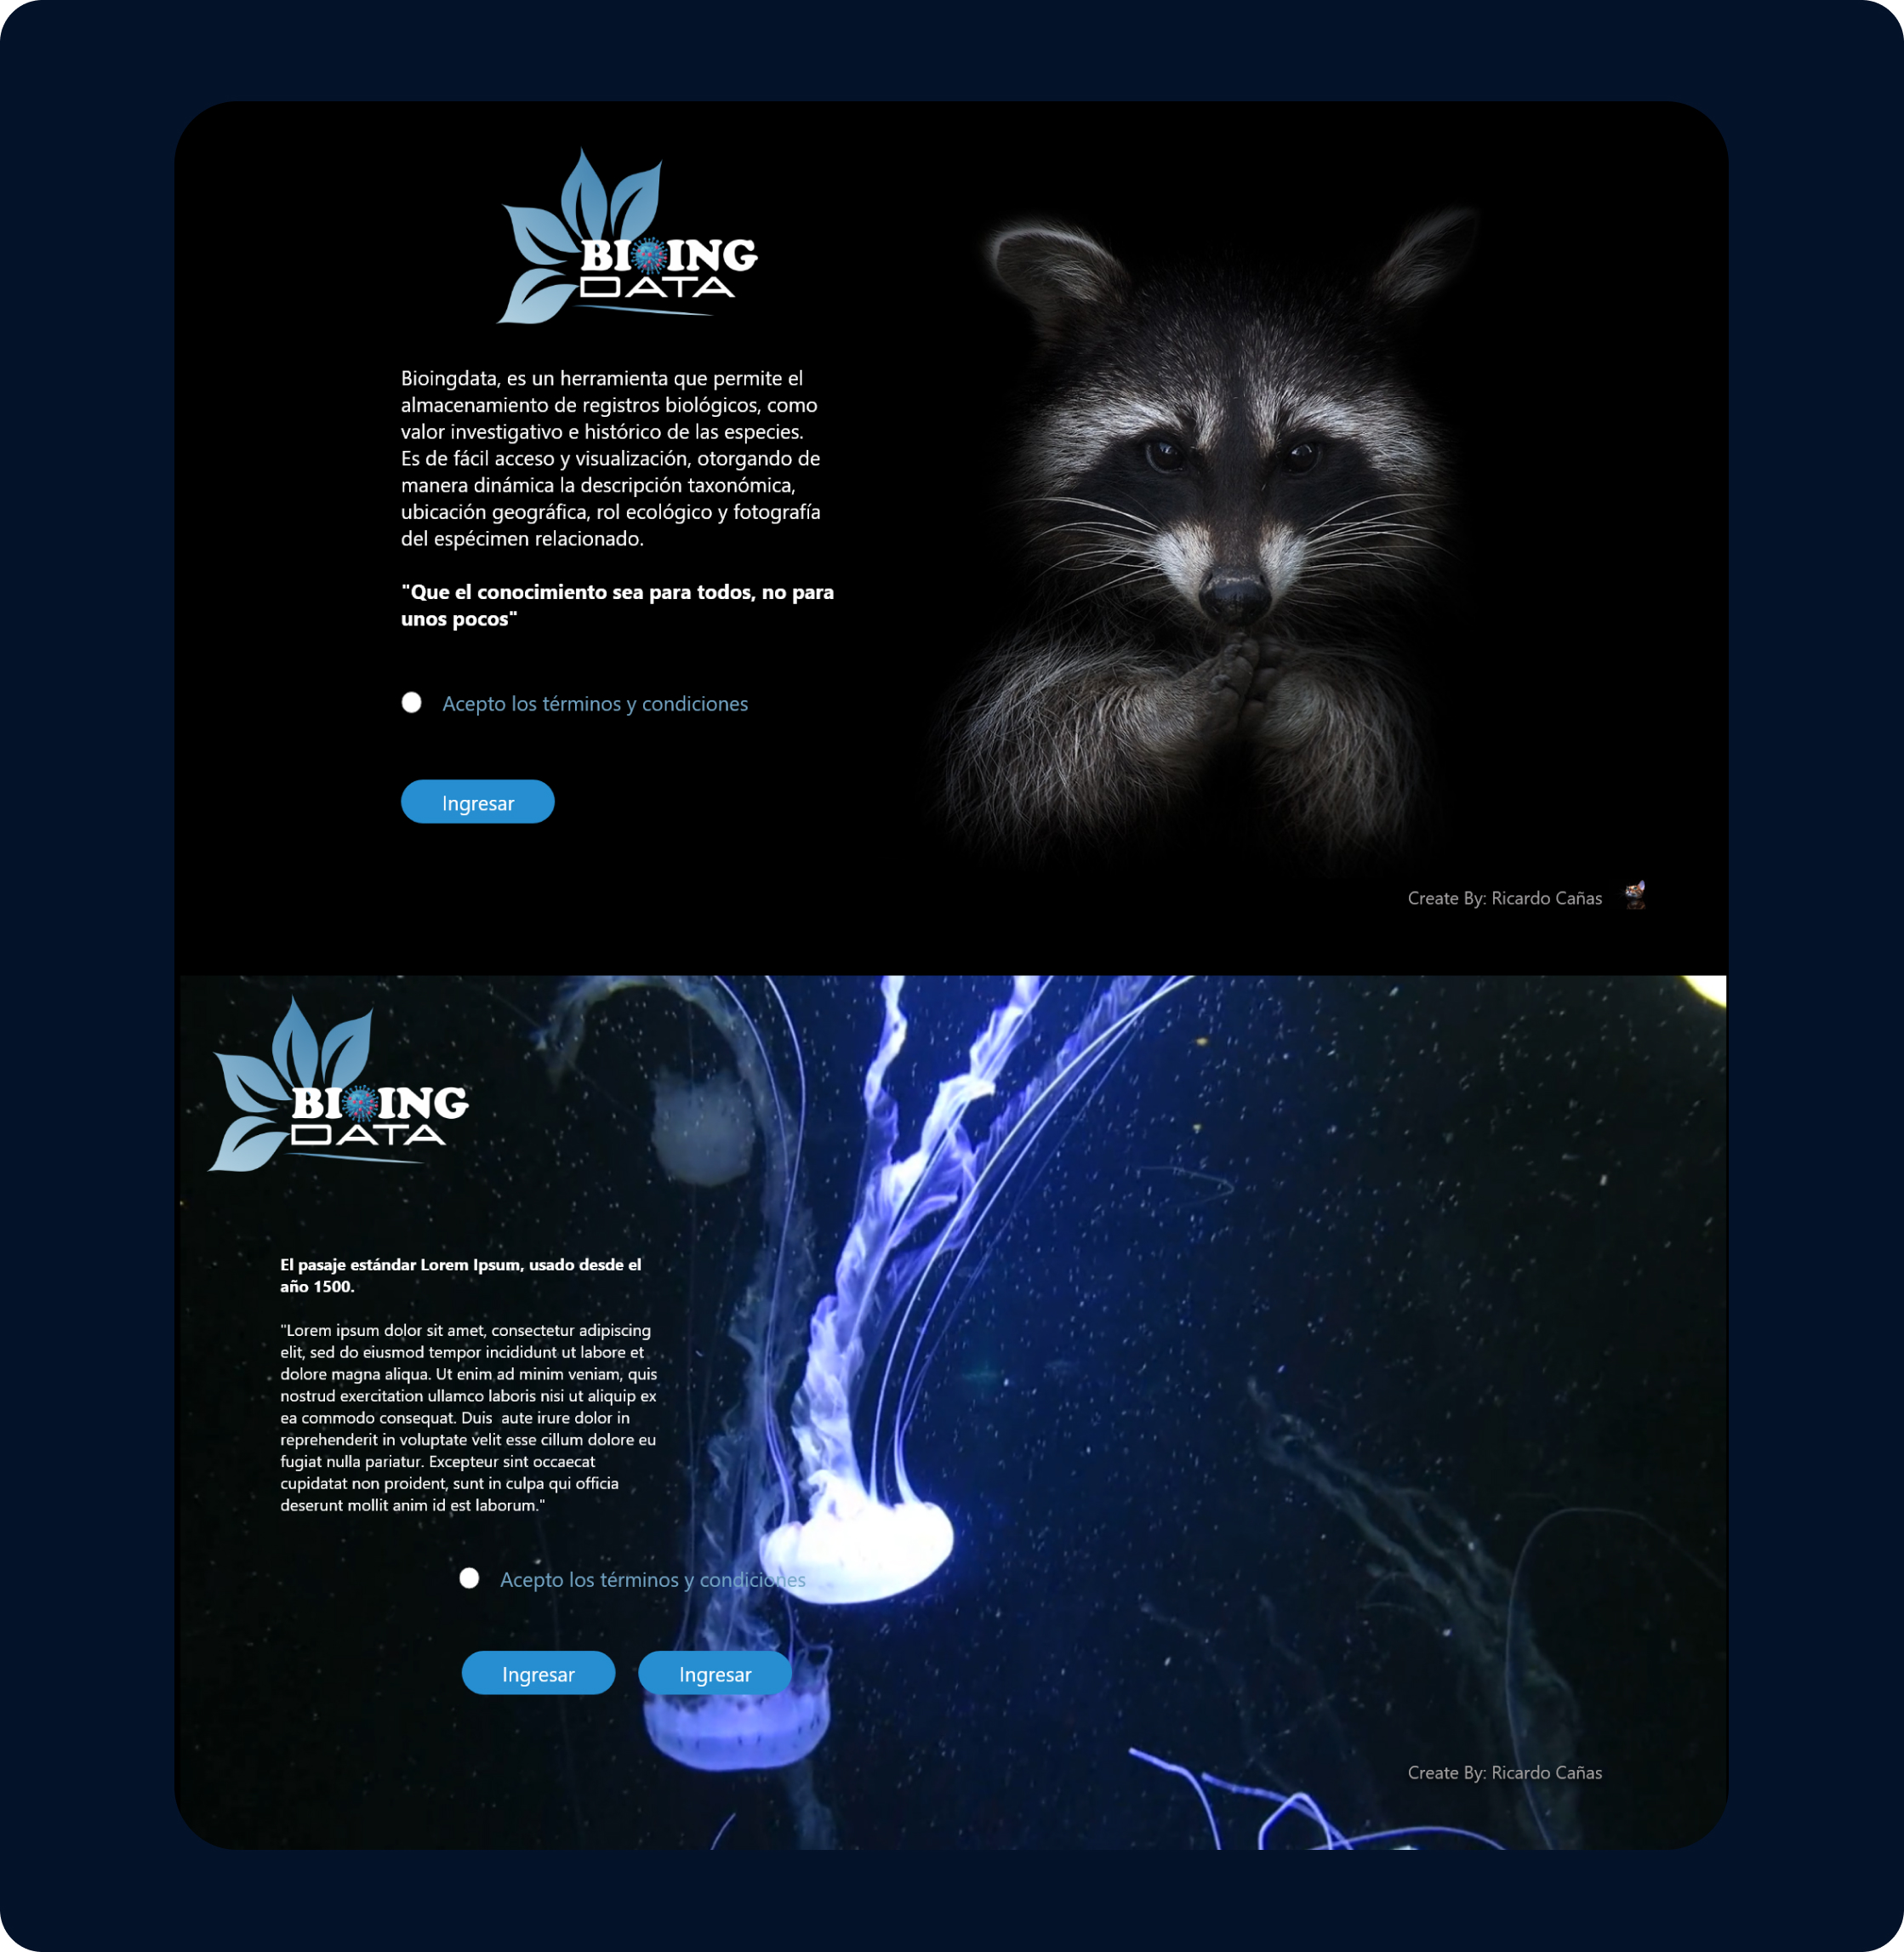 BIOING
DATA
Bioingdata, es un herramienta que permite el
almacenamiento de registros biológicos, como
valor investigativo e histórico de las especies.
Es de fácil acceso y visualización, otorgando de
manera dinámica la descripción taxonómica,
ubicación geográfica, rol ecológico y fotografía
del espécimen relacionado.
"Que el conocimiento sea para todos, no para
unos pocos"
Acepto los términos y condiciones
Ingresar
Create By: Ricardo Cañas
BIOING
DATA
El pasaje estándar Lorem Ipsum, usado desde el
año 1500.
"Lorem ipsum dolor sit amet, consectetur adipiscing
elit, sed do eiusmod tempor incididunt ut labore et
dolore magna aliqua. Ut enim ad minim veniam, quis
nostrud exercitation ullamco laboris nisi ut aliquip ex
ea commodo consequat. Duis  aute irure dolor in
reprehenderit in voluptate velit esse cillum dolore eu
fugiat nulla pariatur. Excepteur sint occaecat
cupidatat non proident, sunt in culpa qui officia
deserunt mollit anim id est laborum."
Acepto los términos y condiciones
Ingresar Ingresar
Create By: Ricardo Cañas